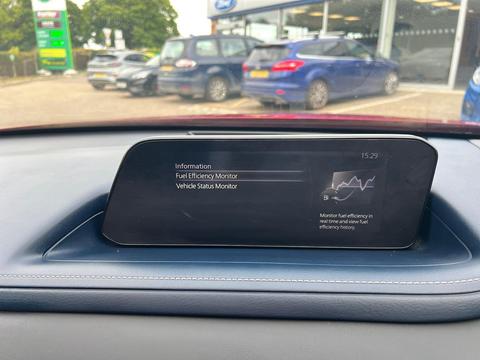 Ford
15:29
Information
Fuel Efficiency Monitor
Vehicle Status Monitor
Monitor fuel efficiency in
real time and view fuel
efficiency history.